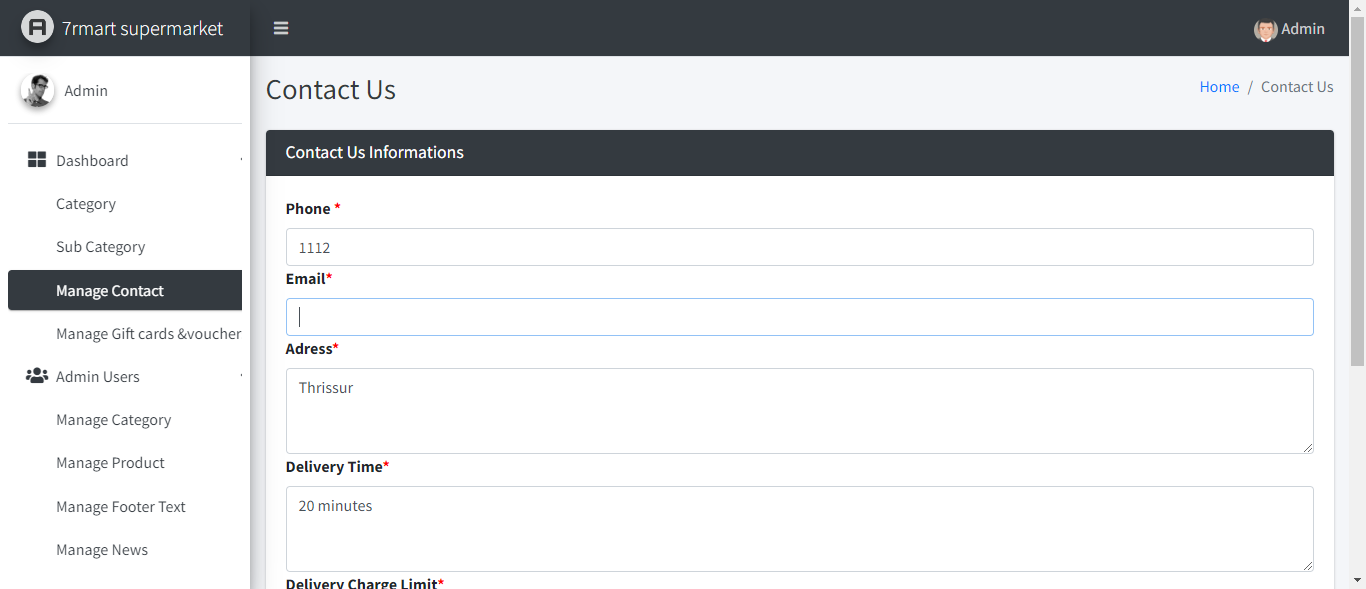 7rmart supermarket
Admin
Admin
Contact Us
Home / Contact Us
Dashboard
Category
Sub Category
Manage Contact
Manage Gift cards &voucher
Admin Users
Manage Category
Manage Product
Manage Footer Text
Manage News
Contact Us Informations
Phone *
1112
Email*
Adress*
Thrissur
Delivery Time*
20 minutes
Delivery Charge Limit*